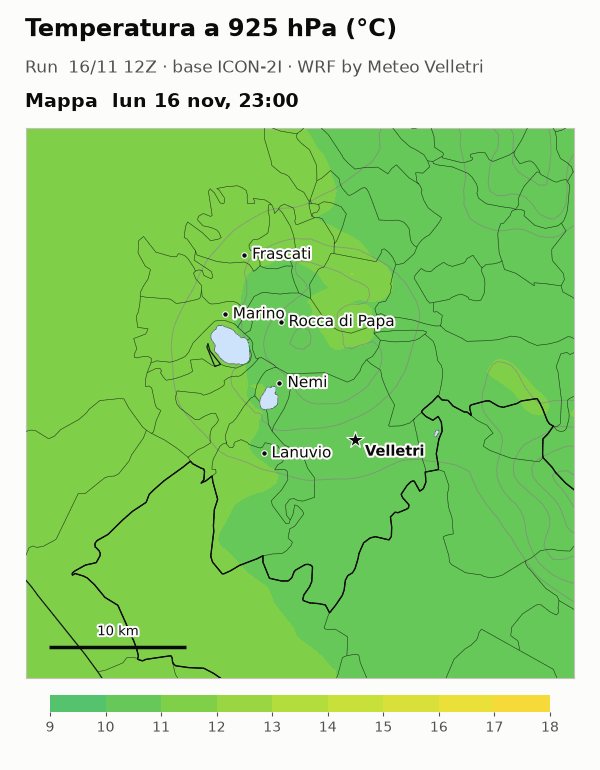 Temperatura a 925 hPa (°C)
Run 16/11 12Z · base ICON-2I · WRF by Meteo Velletri
Mappa lun 16 nov, 23:00
Frascati
Marino
Rocca di Papa
Nemi
Velletri
Lanuvio
10 km
9 10 11 12 13 14 15 16 17 18